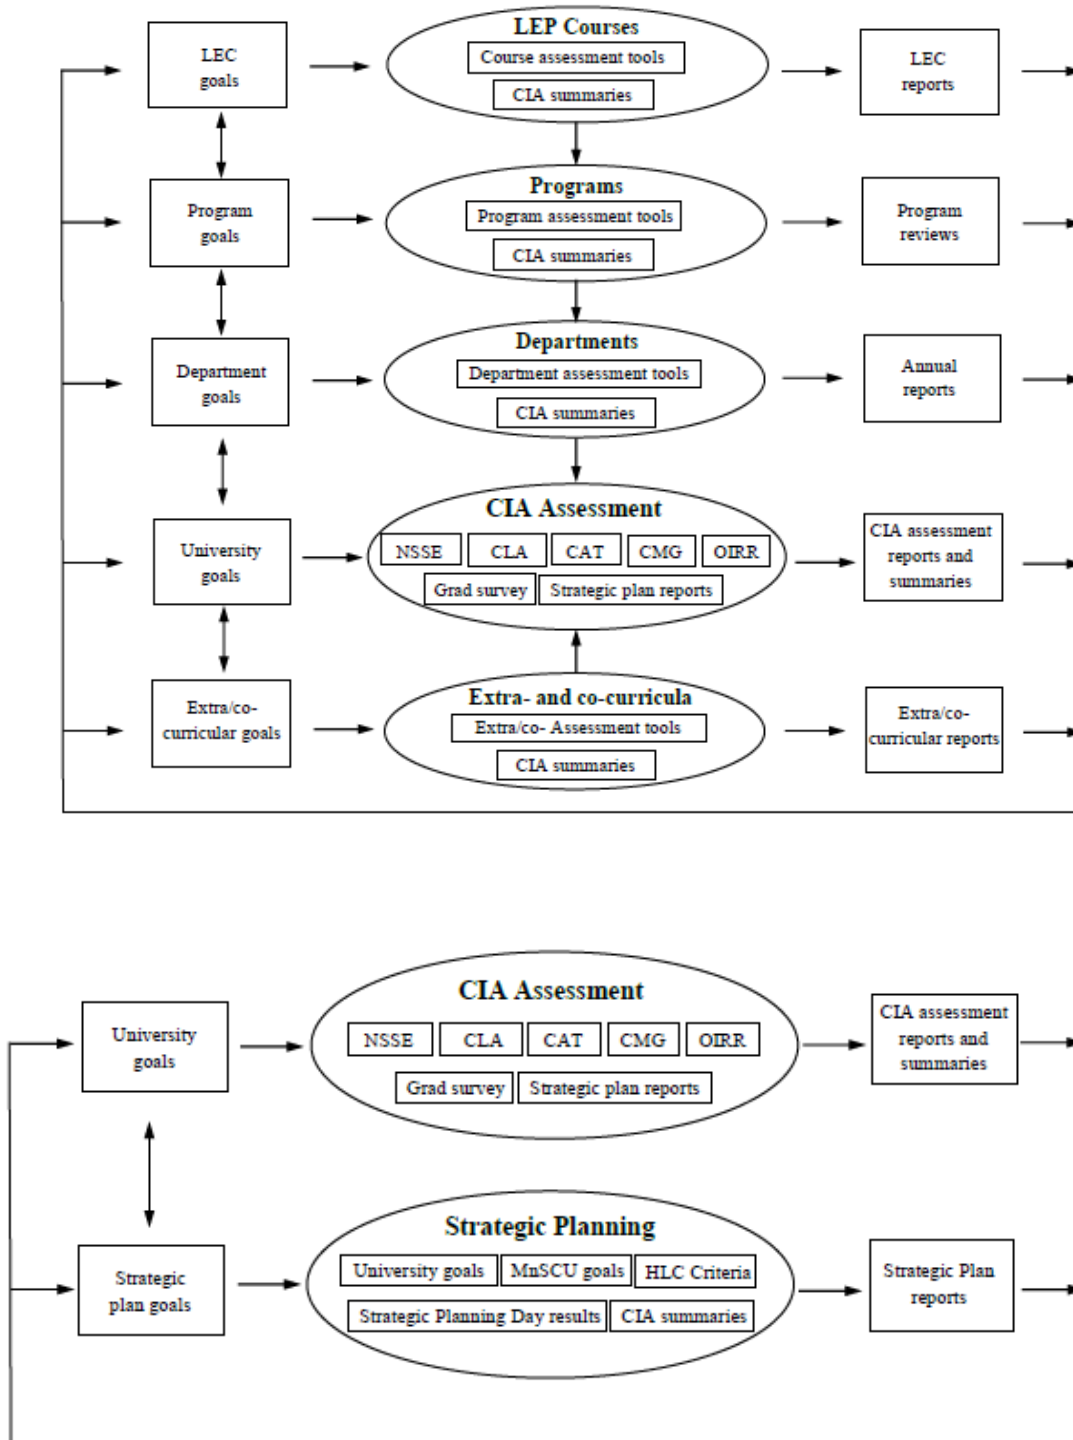 LEP Courses
LEC
goals
Course assessment tools
CIA summaries
LEC
reports
Programs
Program
goals
Program assessment tools
CIA summaries
Program
reviews
Departments
Department
goals
Department assessment tools
CIA summaries
Annual
reports
CIA Assessment
University
goals
NSSE
CLA
CAT
CMG
OIRR
Grad survey
Strategic plan reports
CIA assessment
reports and
summaries
Extra- and co-curricula
Extra/co-
curricular goals
Extra/co- Assessment tools
CIA summaries
Extra/co-
curricular reports
CIA Assessment
University
goals
NSSE
CLA
CAT
CMG
OIRR
Grad survey
Strategic plan reports
CIA assessment
reports and
summaries
Strategic Planning
Strategic
plan goals
University goals
MnSCU goals
HLC Criteria
Strategic Planning Day results
CIA summaries
Strategic Plan
reports